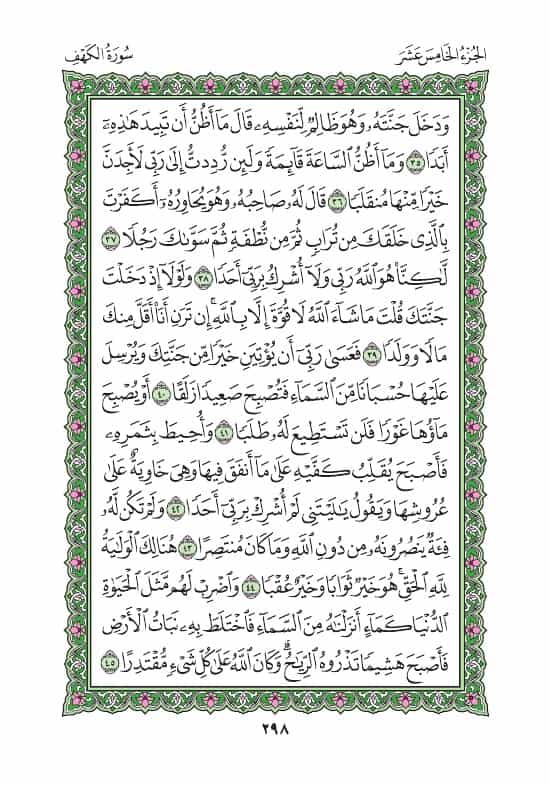 الجُزْءُ الخَامِسَ عَشَرَ
سُورَةُ الكَهْفِ
وَدَخَلَ جَنَّتَهُۥ وَهُوَ ظَالِمٌ لِّنَفْسِهِۦ قَالَ مَآ أَظُنُّ أَن تَبِيدَ هَٰذِهِۦٓ
أَبَدًا ٣٥ وَمَآ أَظُنُّ ٱلسَّاعَةَ قَآئِمَةً وَلَئِن رُّدِدتُّ إِلَىٰ رَبِّى لَأَجِدَنَّ
خَيْرًا مِّنْهَا مُنقَلَبًا ٣٦ قَالَ لَهُۥ صَاحِبُهُۥ وَهُوَ يُحَاوِرُهُۥٓ أَكَفَرْتَ
بِٱلَّذِى خَلَقَكَ مِن تُرَابٍ ثُمَّ مِن نُّطْفَةٍ ثُمَّ سَوَّىٰكَ رَجُلًا ٣٧
لَّٰكِنَّا۠ هُوَ ٱللَّهُ رَبِّى وَلَآ أُشْرِكُ بِرَبِّىٓ أَحَدًا ٣٨ وَلَوْلَآ إِذْ دَخَلْتَ
جَنَّتَكَ قُلْتَ مَا شَآءَ ٱللَّهُ لَا قُوَّةَ إِلَّا بِٱللَّهِ ۚ إِن تَرَنِ أَنَا۠ أَقَلَّ مِنكَ
مَالًا وَوَلَدًا ٣٩ فَعَسَىٰ رَبِّىٓ أَن يُؤْتِيَنِ خَيْرًا مِّن جَنَّتِكَ وَيُرْسِلَ
عَلَيْهَا حُسْبَانًا مِّنَ ٱلسَّمَآءِ فَتُصْبِحَ صَعِيدًا زَلَقًا ٤٠ أَوْ يُصْبِحَ
مَآؤُهَا غَوْرًا فَلَن تَسْتَطِيعَ لَهُۥ طَلَبًا ٤١ وَأُحِيطَ بِثَمَرِهِۦ
فَأَصْبَحَ يُقَلِّبُ كَفَّيْهِ عَلَىٰ مَآ أَنفَقَ فِيهَا وَهِىَ خَاوِيَةٌ عَلَىٰ
عُرُوشِهَا وَيَقُولُ يَٰلَيْتَنِى لَمْ أُشْرِكْ بِرَبِّىٓ أَحَدًا ٤٢ وَلَمْ تَكُن لَّهُۥ
فِئَةٌ يَنصُرُونَهُۥ مِن دُونِ ٱللَّهِ وَمَا كَانَ مُنتَصِرًا ٤٣ هُنَالِكَ ٱلْوَلَٰيَةُ
لِلَّهِ ٱلْحَقِّ ۚ هُوَ خَيْرٌ ثَوَابًا وَخَيْرٌ عُقْبًا ٤٤ وَٱضْرِبْ لَهُم مَّثَلَ ٱلْحَيَوٰةِ
ٱلدُّنْيَا كَمَآءٍ أَنزَلْنَٰهُ مِنَ ٱلسَّمَآءِ فَٱخْتَلَطَ بِهِۦ نَبَاتُ ٱلْأَرْضِ
فَأَصْبَحَ هَشِيمًا تَذْرُوهُ ٱلرِّيَٰحُ ۗ وَكَانَ ٱللَّهُ عَلَىٰ كُلِّ شَىْءٍ مُّقْتَدِرًا ٤٥
٢٩٨